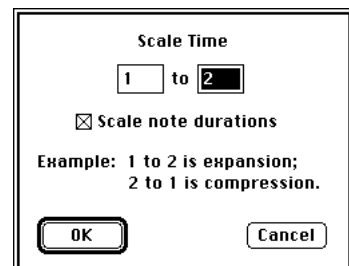 Scale Time
1 to 2
Scale note durations
Example: 1 to 2 is expansion;
2 to 1 is compression.
OK Cancel